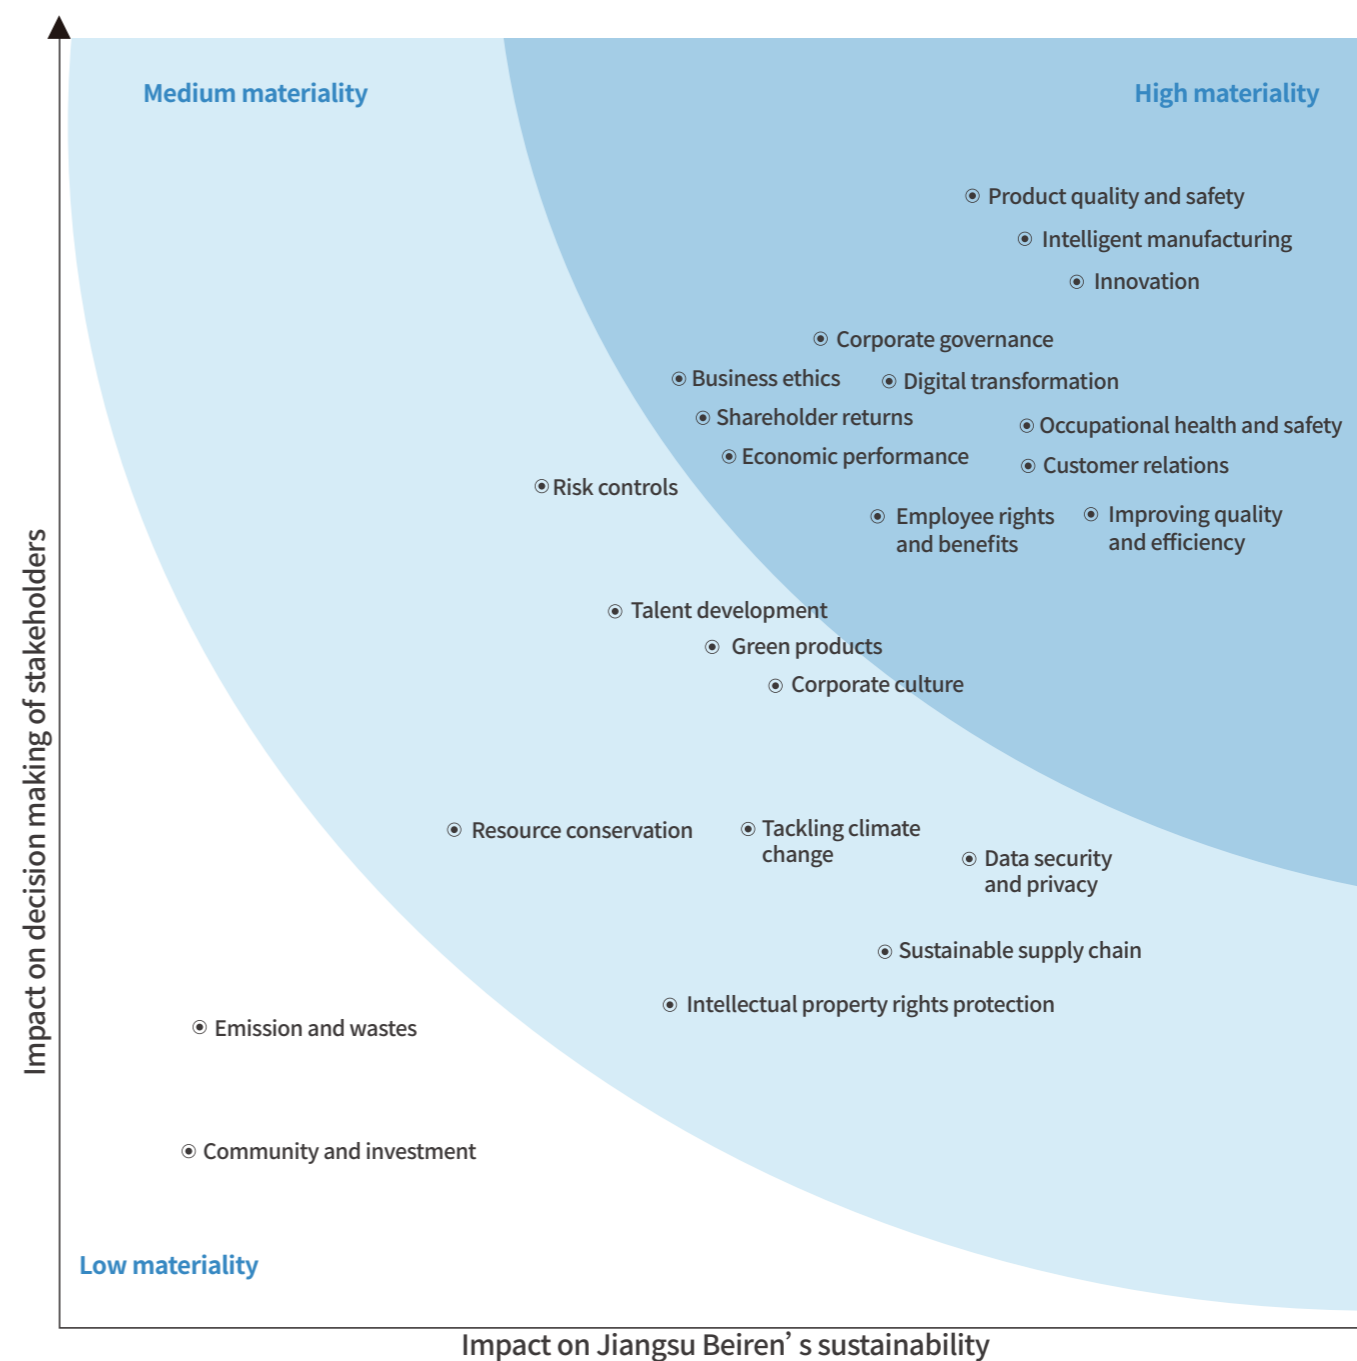 Medium materiality
High materiality
Product quality and safety
Intelligent manufacturing
Innovation
Corporate governance
Business ethics
Digital transformation
Shareholder returns
Occupational health and safety
Economic performance
Customer relations
Risk controls
Employee rights
and benefits
Improving quality
and efficiency
Talent development
Green products
Corporate culture
Resource conservation
Tackling climate
change
Data security
and privacy
Sustainable supply chain
Intellectual property rights protection
Emission and wastes
Community and investment
Low materiality
Impact on decision making of stakeholders
Impact on Jiangsu Beiren’ s sustainability